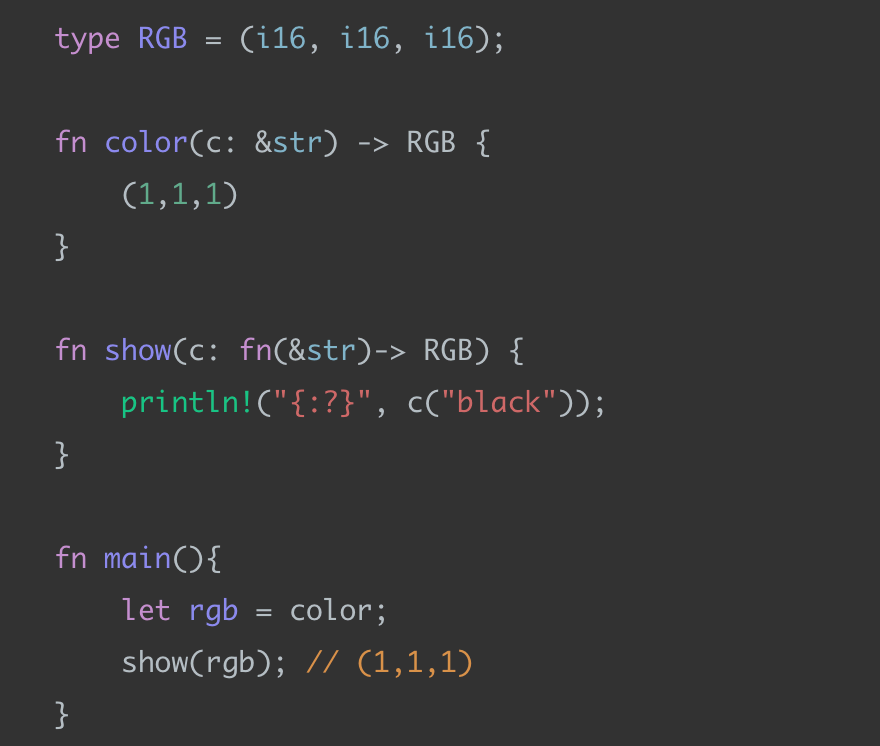 type RGB = (i16, i16, i16);
fn color(c: &str) -> RGB {
    (1,1,1)
}
fn show(c: fn(&str)-> RGB) {
    println!("{:?}", c("black"));
}
fn main(){
    let rgb = color;
    show(rgb); // (1,1,1)
}